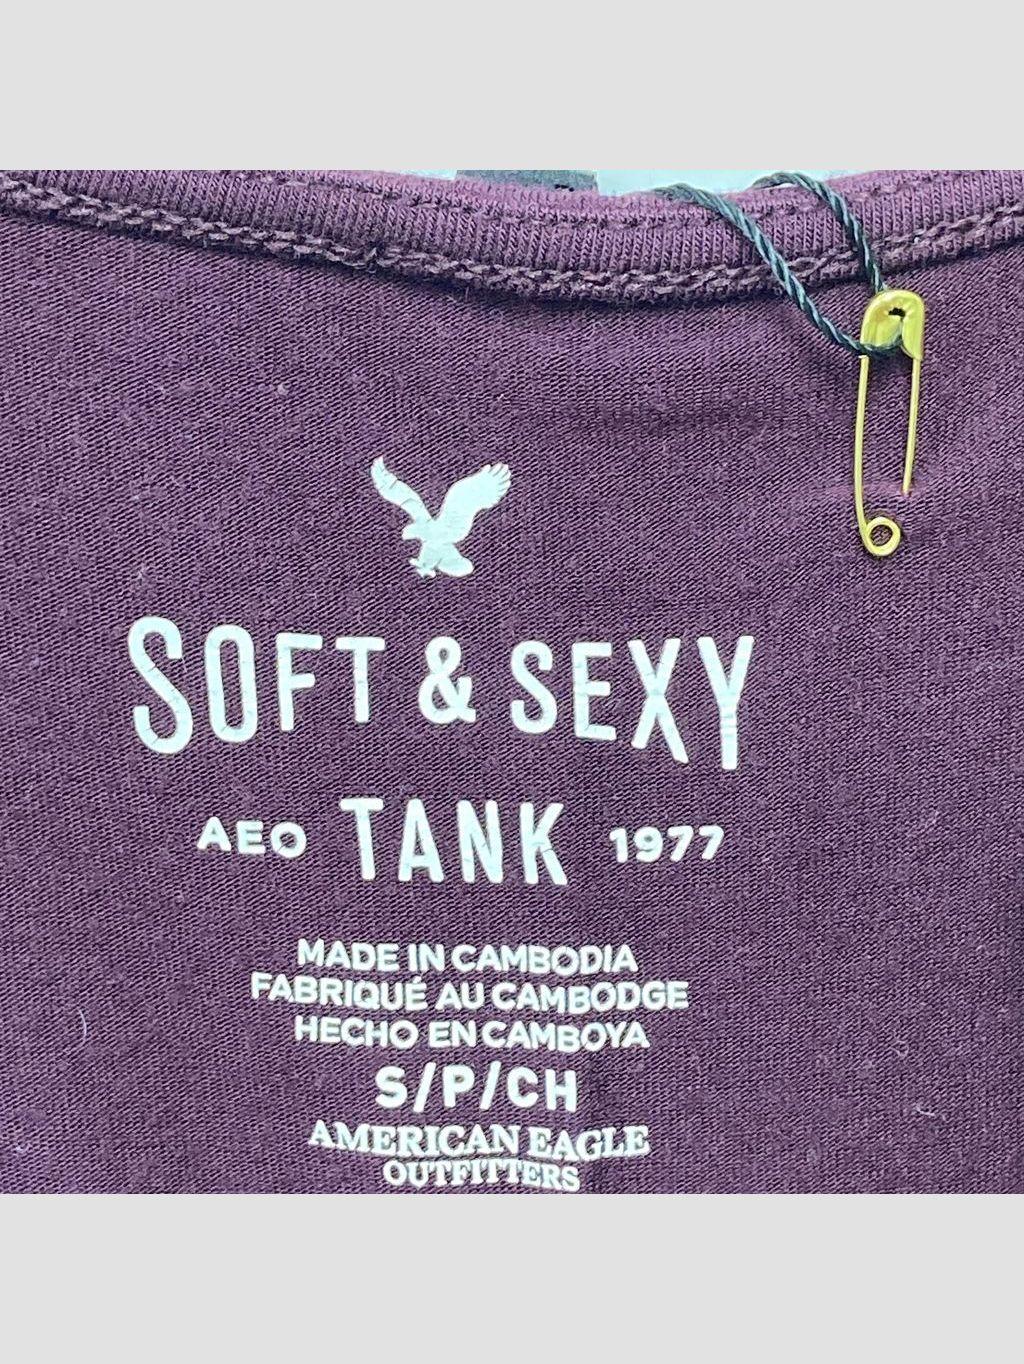 SOFT & SEXY
AEO TANK 1977
MADE IN CAMBODIA
FABRIQUÉ AU CAMBODGE
HECHO EN CAMBOYA
S/P/CH
AMERICAN EAGLE
OUTFITTERS